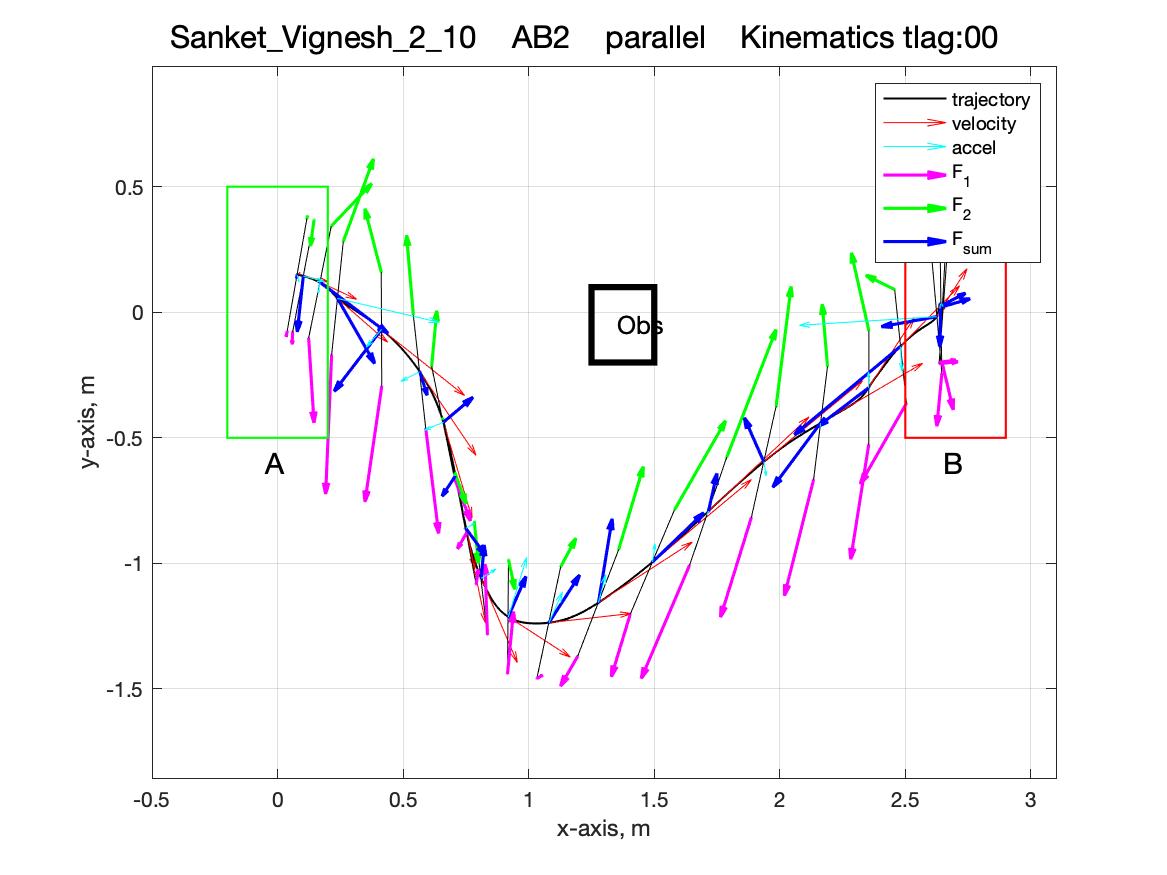 Sanket_Vignesh_2_10 AB2 parallel Kinematics tlag:00
trajectory
velocity
accel
F1
F2
Fsum
0.5
0
-0.5
-1
-1.5
y-axis, m
Obs
A
B
-0.5 0 0.5 1 1.5 2 2.5 3
x-axis, m